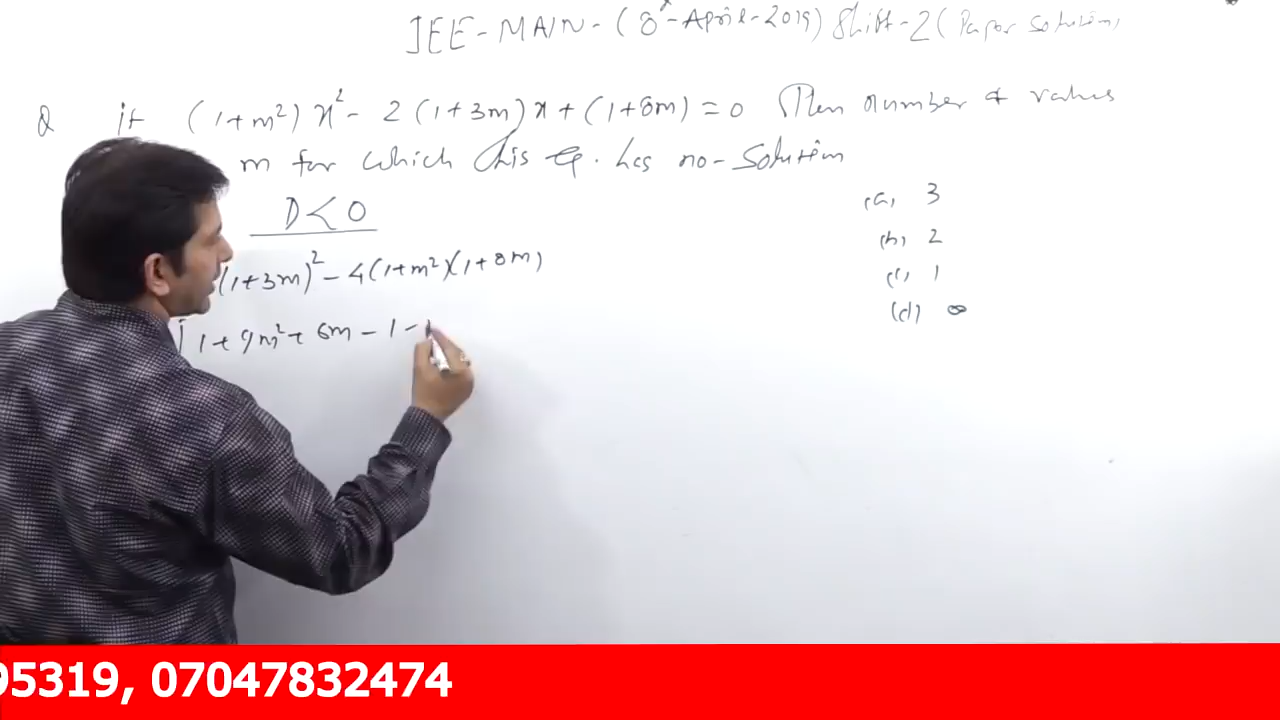 JEE-MAIN-(8-April-2019) Shift-2 (Paper solution)
Q if (1+m²)x² - 2(1+3m)x + (1+8m) = 0 Then number of values
m for which this eq. has no-solution
D < 0
(1+3m)² - 4(1+m²)(1+8m)
[1+9m²+6m-1-
(a) 3
(b) 2
(c) 1
(d) ∞
95319, 07047832474